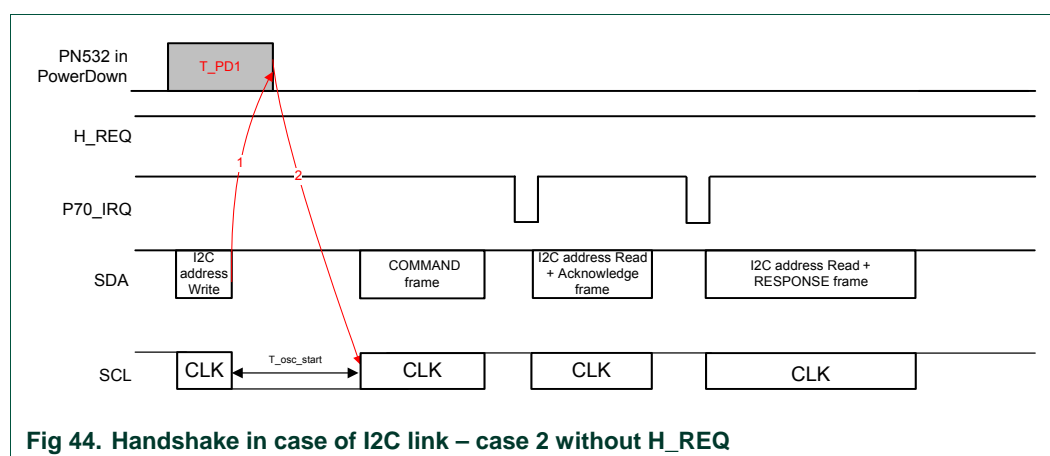 PN532 in
PowerDown
T_PD1
H_REQ
1
2
P70_IRQ
SDA
I2C
address
Write
COMMAND
frame
I2C address Read
+ Acknowledge
frame
I2C address Read +
RESPONSE frame
SCL
CLK
T_osc_start
CLK
CLK
CLK
Fig 44. Handshake in case of I2C link – case 2 without H_REQ